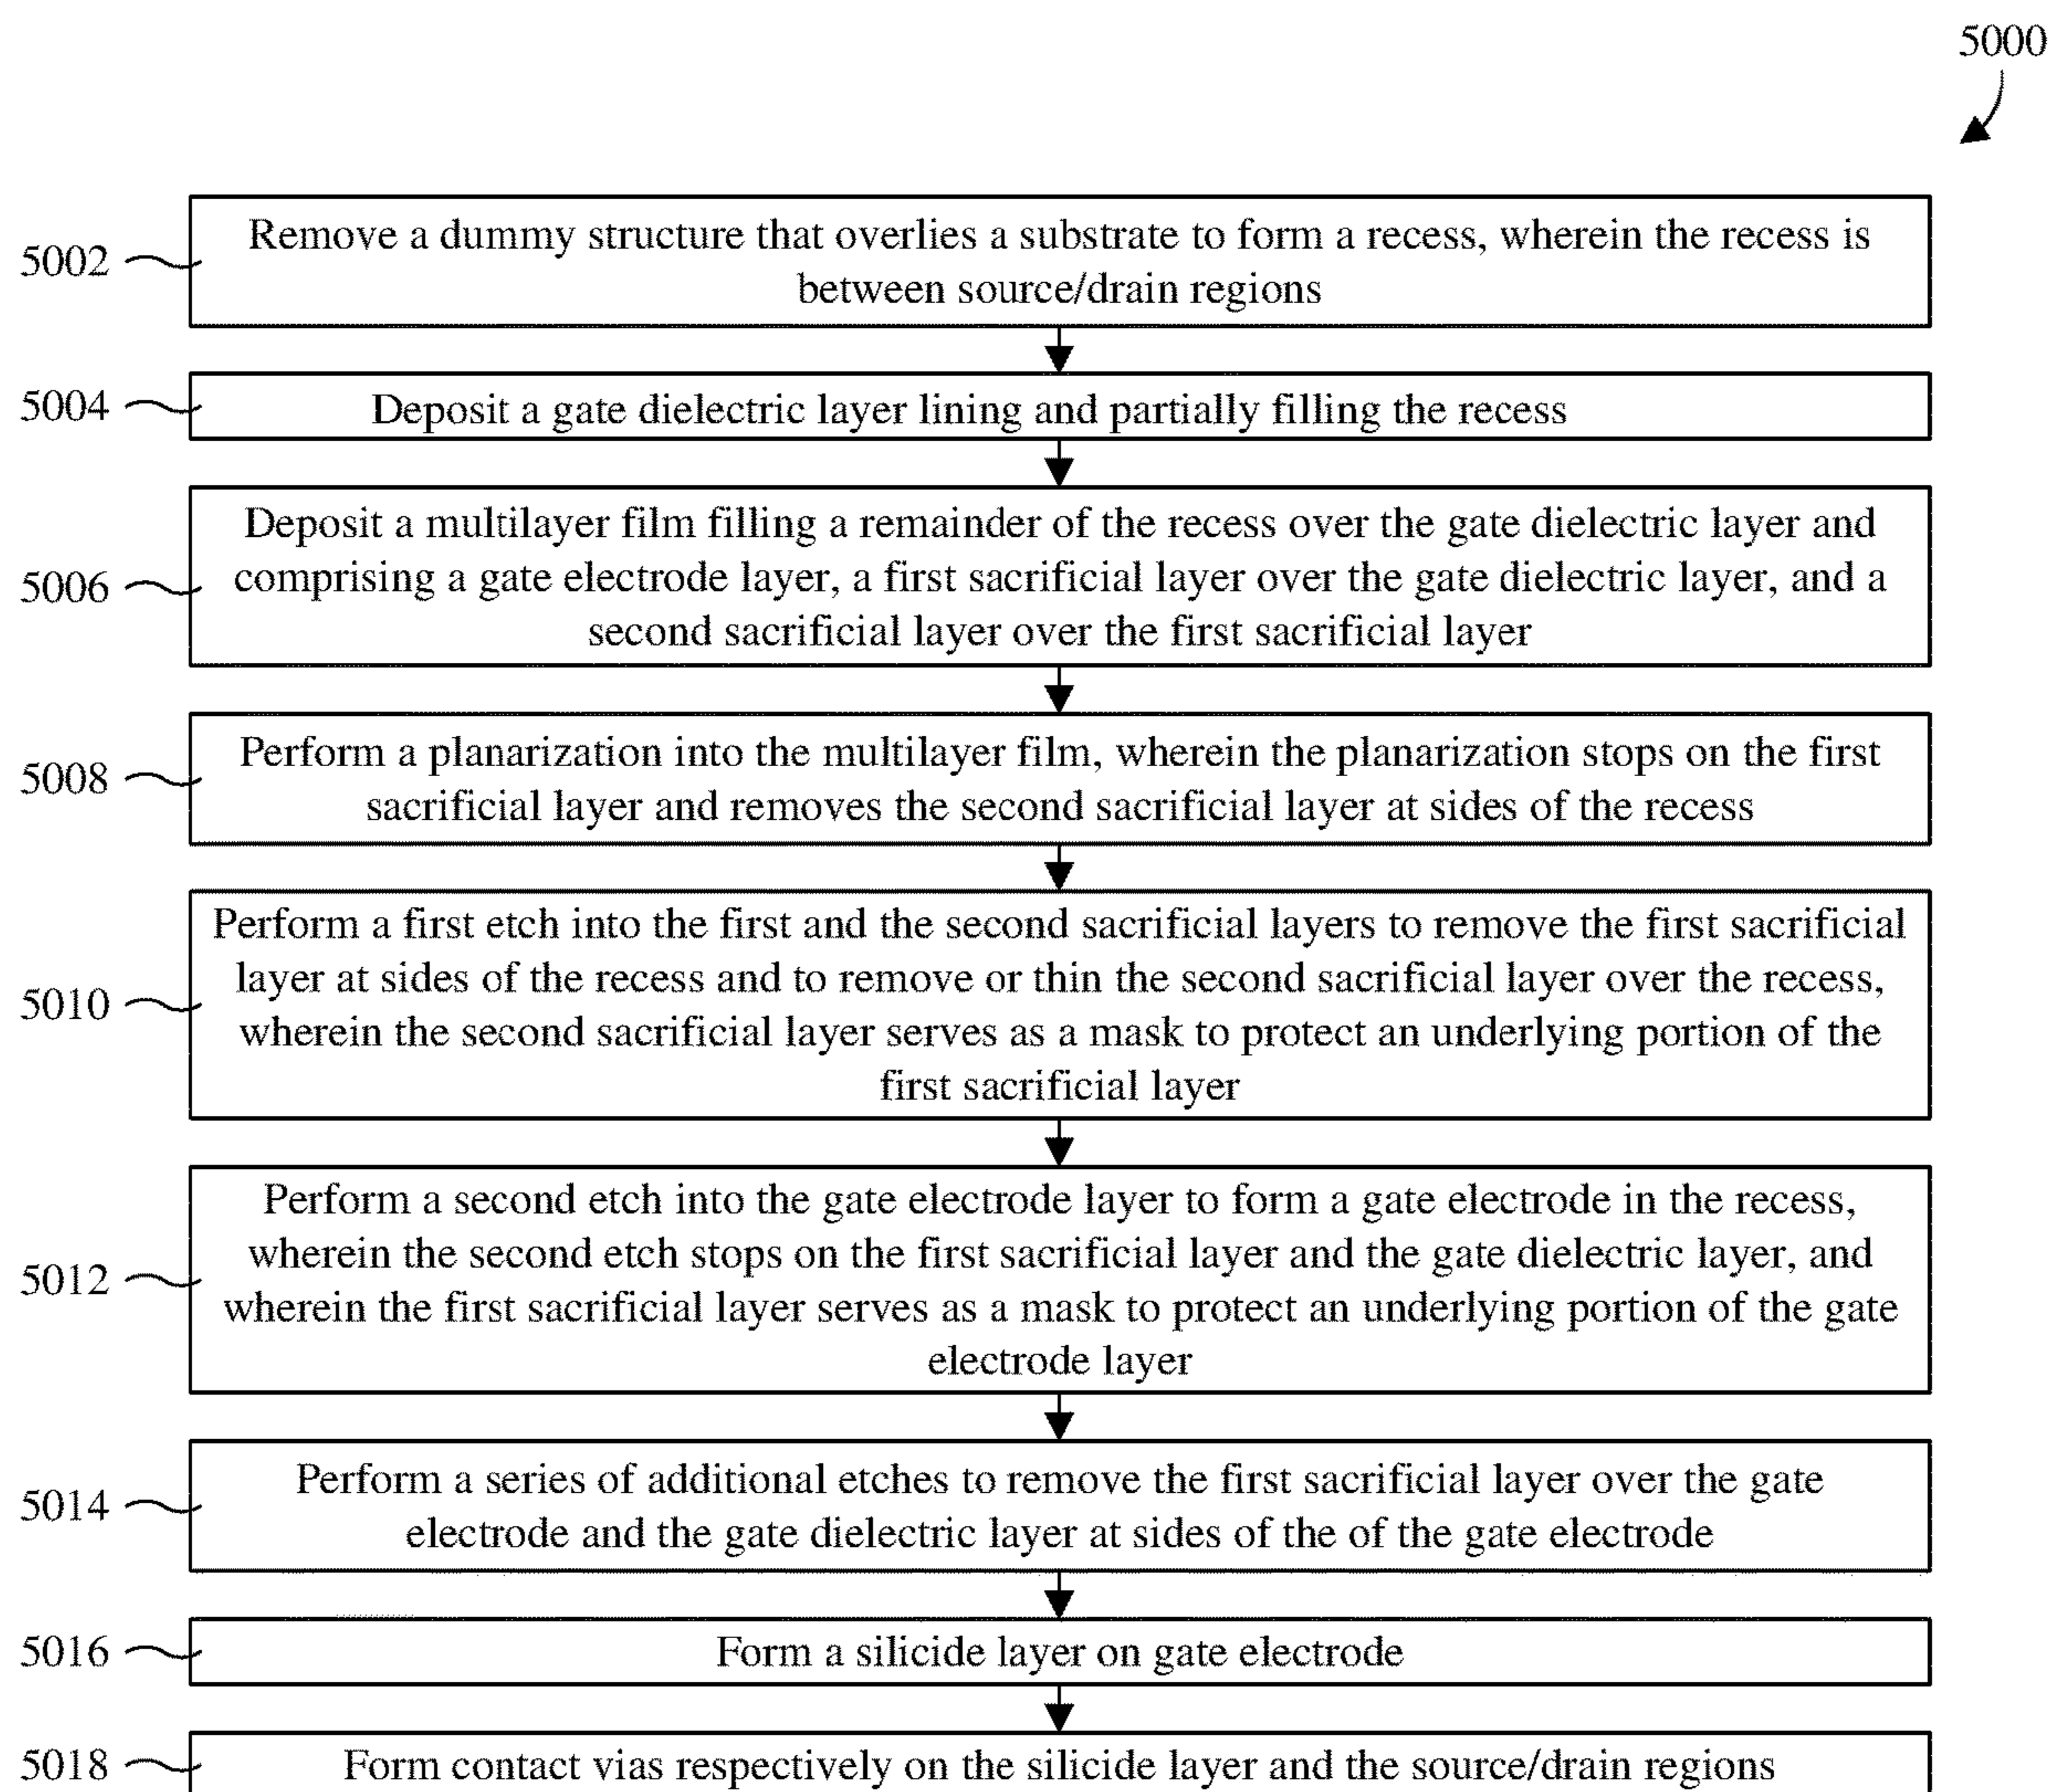 5000
5002
Remove a dummy structure that overlies a substrate to form a recess, wherein the recess is
between source/drain regions
5004
Deposit a gate dielectric layer lining and partially filling the recess
5006
Deposit a multilayer film filling a remainder of the recess over the gate dielectric layer and
comprising a gate electrode layer, a first sacrificial layer over the gate dielectric layer, and a
second sacrificial layer over the first sacrificial layer
5008
Perform a planarization into the multilayer film, wherein the planarization stops on the first
sacrificial layer and removes the second sacrificial layer at sides of the recess
5010
Perform a first etch into the first and the second sacrificial layers to remove the first sacrificial
layer at sides of the recess and to remove or thin the second sacrificial layer over the recess,
wherein the second sacrificial layer serves as a mask to protect an underlying portion of the
first sacrificial layer
5012
Perform a second etch into the gate electrode layer to form a gate electrode in the recess,
wherein the second etch stops on the first sacrificial layer and the gate dielectric layer, and
wherein the first sacrificial layer serves as a mask to protect an underlying portion of the gate
electrode layer
5014
Perform a series of additional etches to remove the first sacrificial layer over the gate
electrode and the gate dielectric layer at sides of the of the gate electrode
5016
Form a silicide layer on gate electrode
5018
Form contact vias respectively on the silicide layer and the source/drain regions